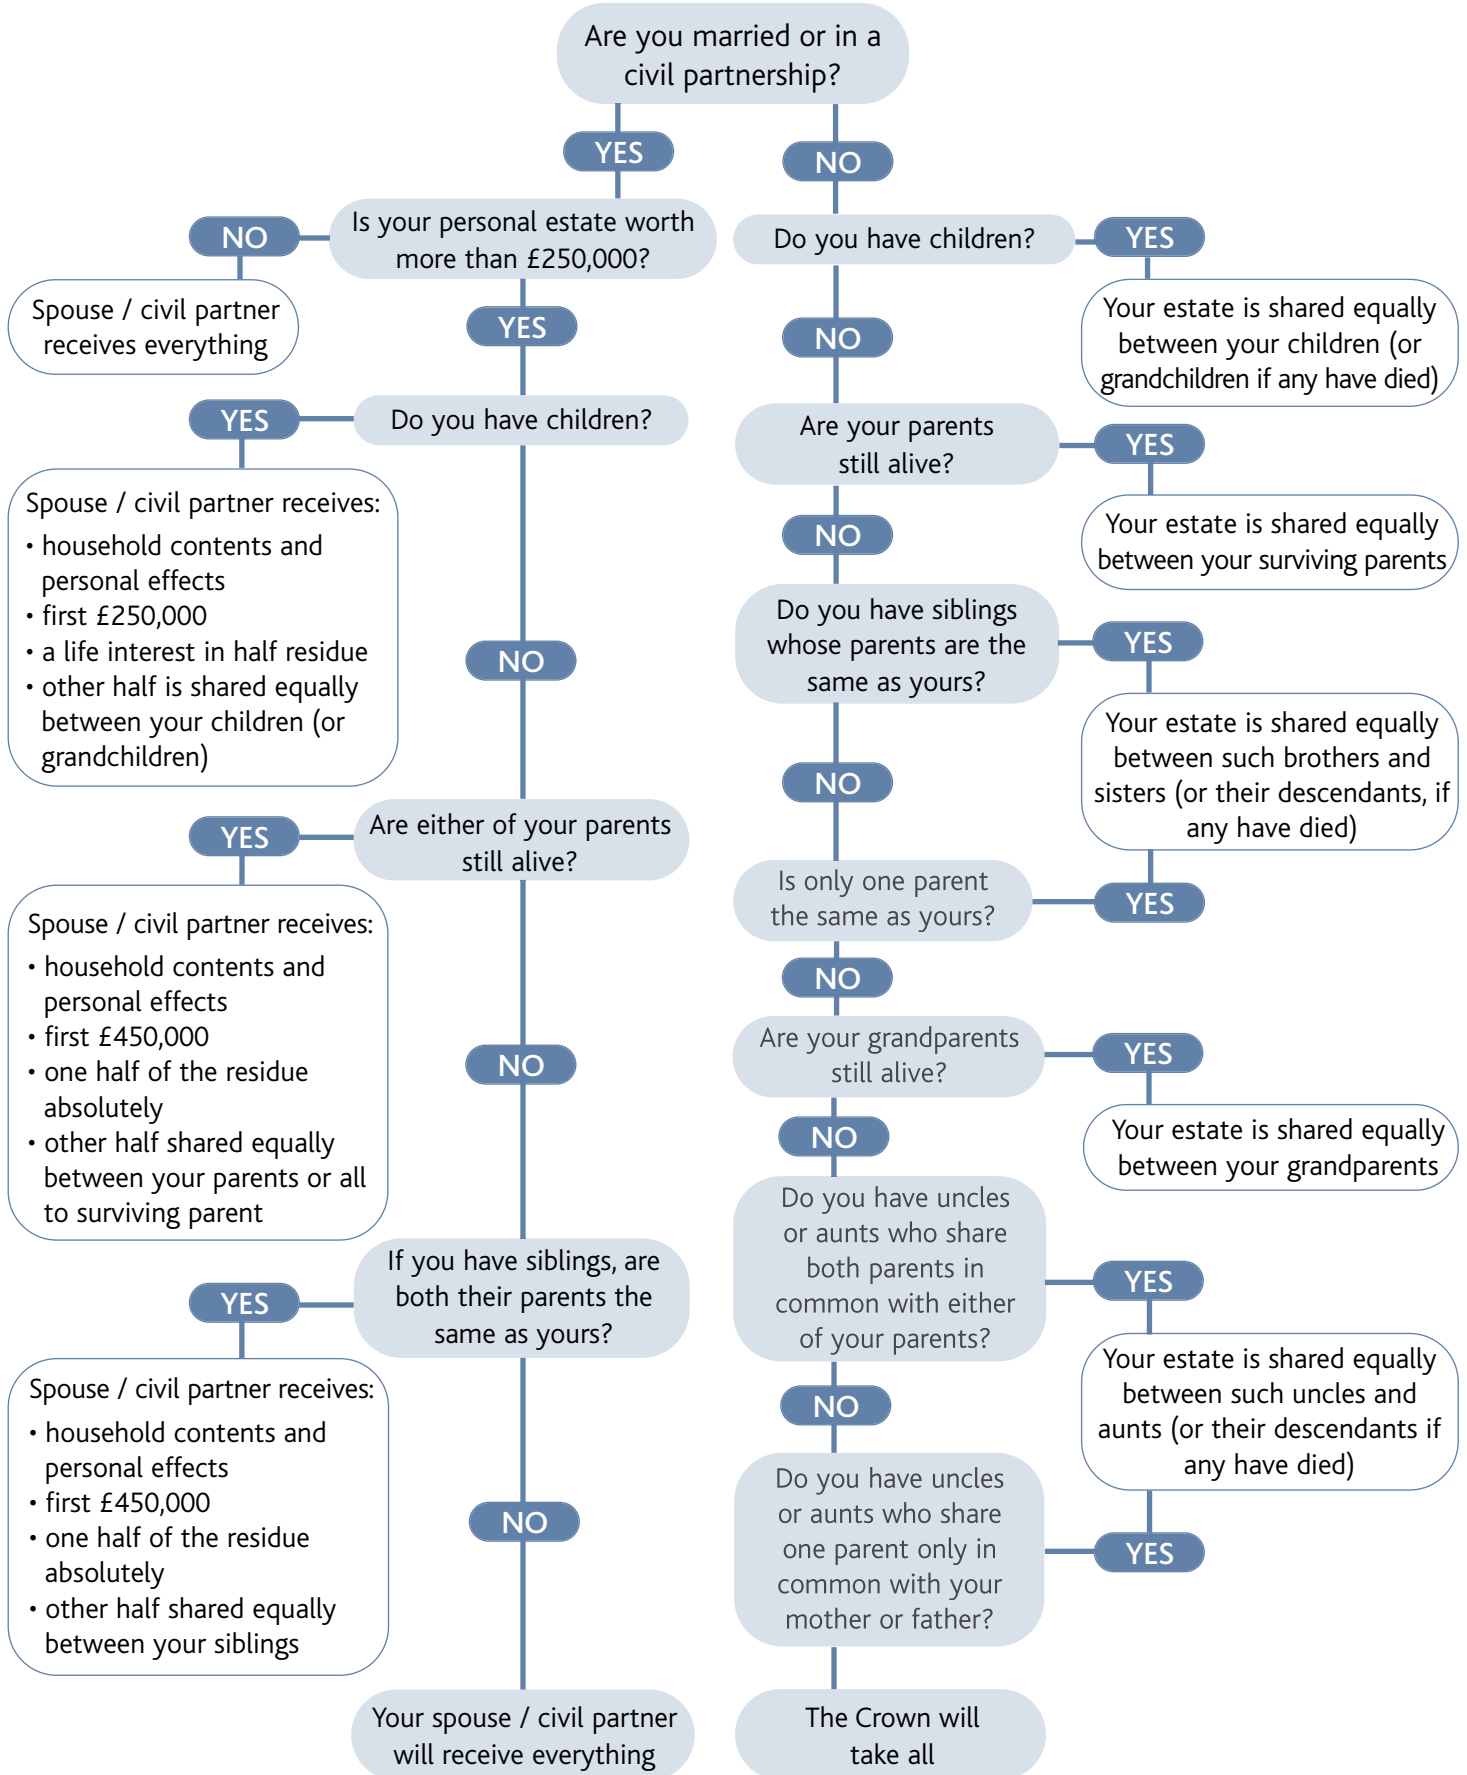 Are you married or in a
civil partnership?
YES
NO
NO
Is your personal estate worth
more than £250,000?
Do you have children?
YES
Spouse / civil partner
receives everything
YES
NO
Your estate is shared equally
between your children (or
grandchildren if any have died)
YES
Do you have children?
Are your parents
still alive?
YES
Spouse / civil partner receives:
• household contents and
personal effects
• first £250,000
• a life interest in half residue
• other half is shared equally
between your children (or
grandchildren)
NO
NO
Your estate is shared equally
between your surviving parents
Do you have siblings
whose parents are the
same as yours?
YES
NO
Your estate is shared equally
between such brothers and
sisters (or their descendants, if
any have died)
YES
Are either of your parents
still alive?
Is only one parent
the same as yours?
YES
Spouse / civil partner receives:
• household contents and
personal effects
• first £450,000
• one half of the residue
absolutely
• other half shared equally
between your parents or all
to surviving parent
NO
NO
Are your grandparents
still alive?
YES
NO
Your estate is shared equally
between your grandparents
If you have siblings, are
both their parents the
same as yours?
YES
Do you have uncles
or aunts who share
both parents in
common with either
of your parents?
YES
Spouse / civil partner receives:
• household contents and
personal effects
• first £450,000
• one half of the residue
absolutely
• other half shared equally
between your siblings
NO
NO
Your estate is shared equally
between such uncles and
aunts (or their descendants if
any have died)
Do you have uncles
or aunts who share
one parent only in
common with your
mother or father?
YES
Your spouse / civil partner
will receive everything
The Crown will
take all